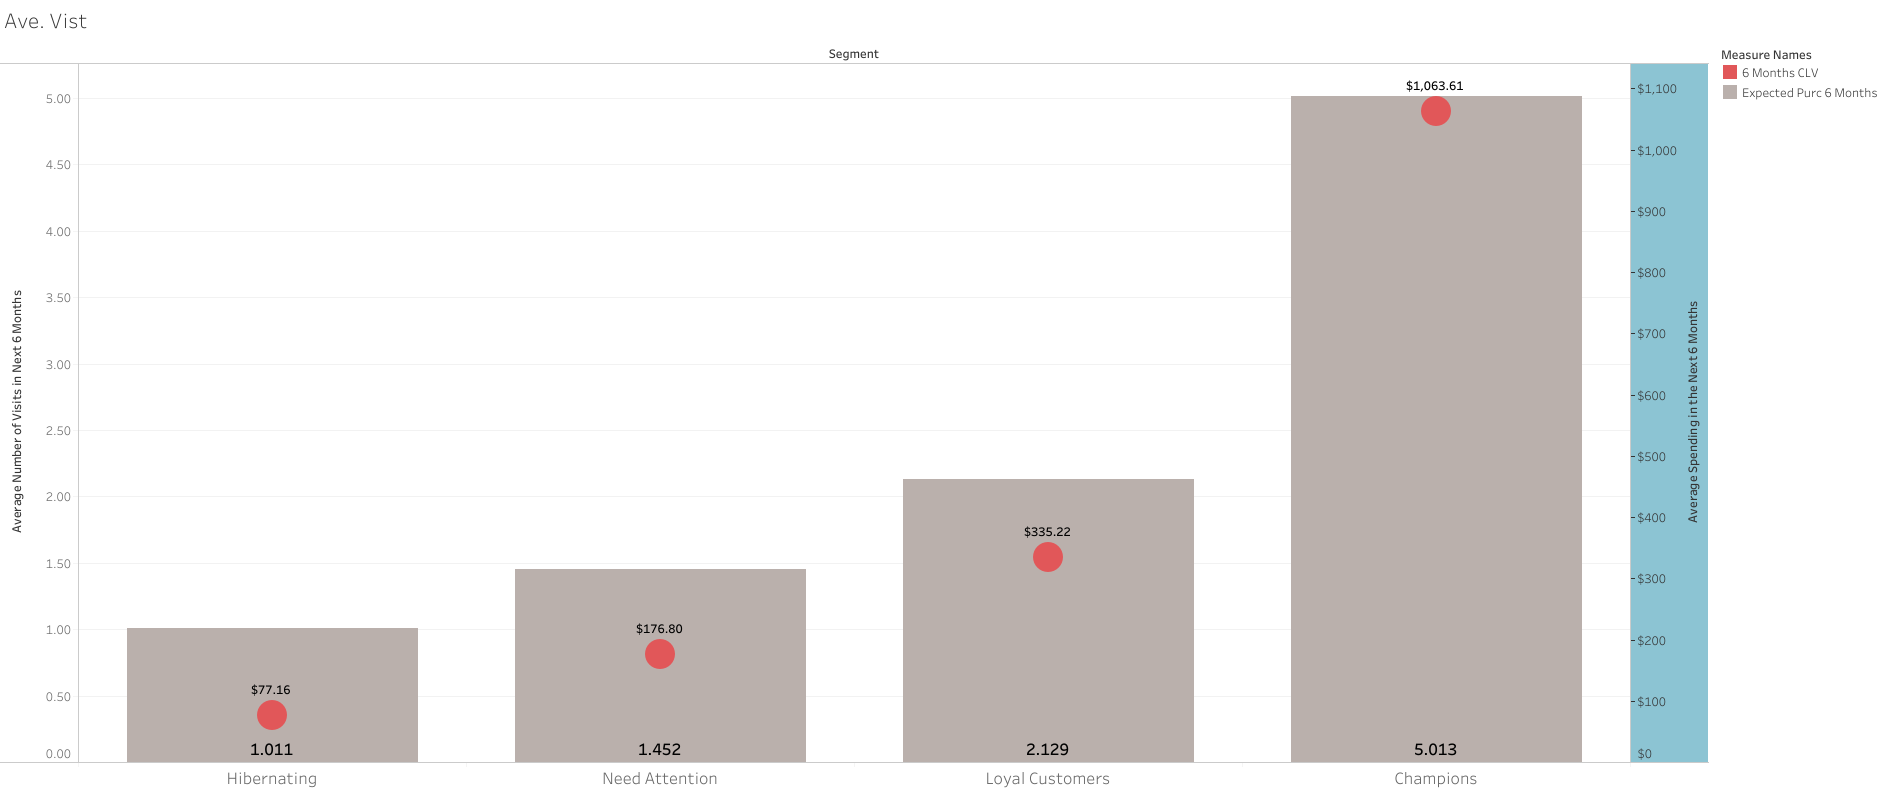 Ave. Vist
Segment
Measure Names
6 Months CLV
Expected Purc 6 Months
Average Number of Visits in Next 6 Months
5.00
4.50
4.00
3.50
3.00
2.50
2.00
1.50
1.00
0.50
0.00
$77.16
1.011
$176.80
1.452
$335.22
2.129
$1,063.61
5.013
$1,100
$1,000
$900
$800
$700
$600
$500
$400
$300
$200
$100
$0
Average Spending in the Next 6 Months
Hibernating
Need Attention
Loyal Customers
Champions